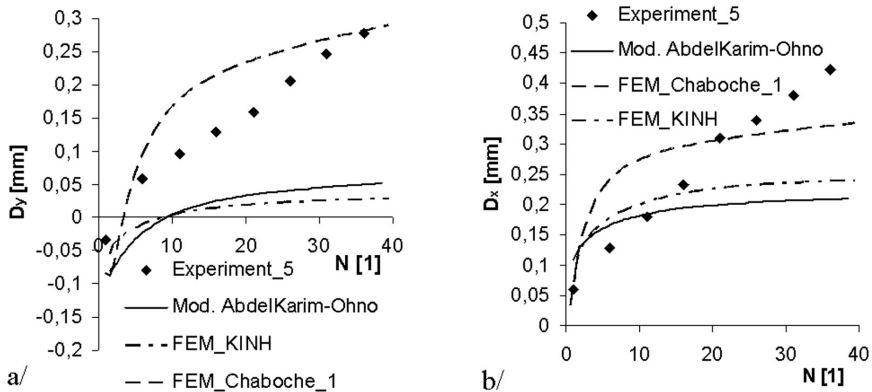 0,3
0,25
0,2
0,15
0,1
0,05
0
-0,05
-0,1
-0,15
-0,2
Dy [mm]
0 10 20 30 40
N [1]
Experiment_5
Mod. AbdelKarim-Ohno
FEM_KINH
FEM_Chaboche_1
a/
0,5
0,45
0,4
0,35
0,3
0,25
0,2
0,15
0,1
0,05
0
Dx [mm]
Experiment_5
Mod. AbdelKarim-Ohno
FEM_Chaboche_1
FEM_KINH
0 10 20 30 40
N [1]
b/